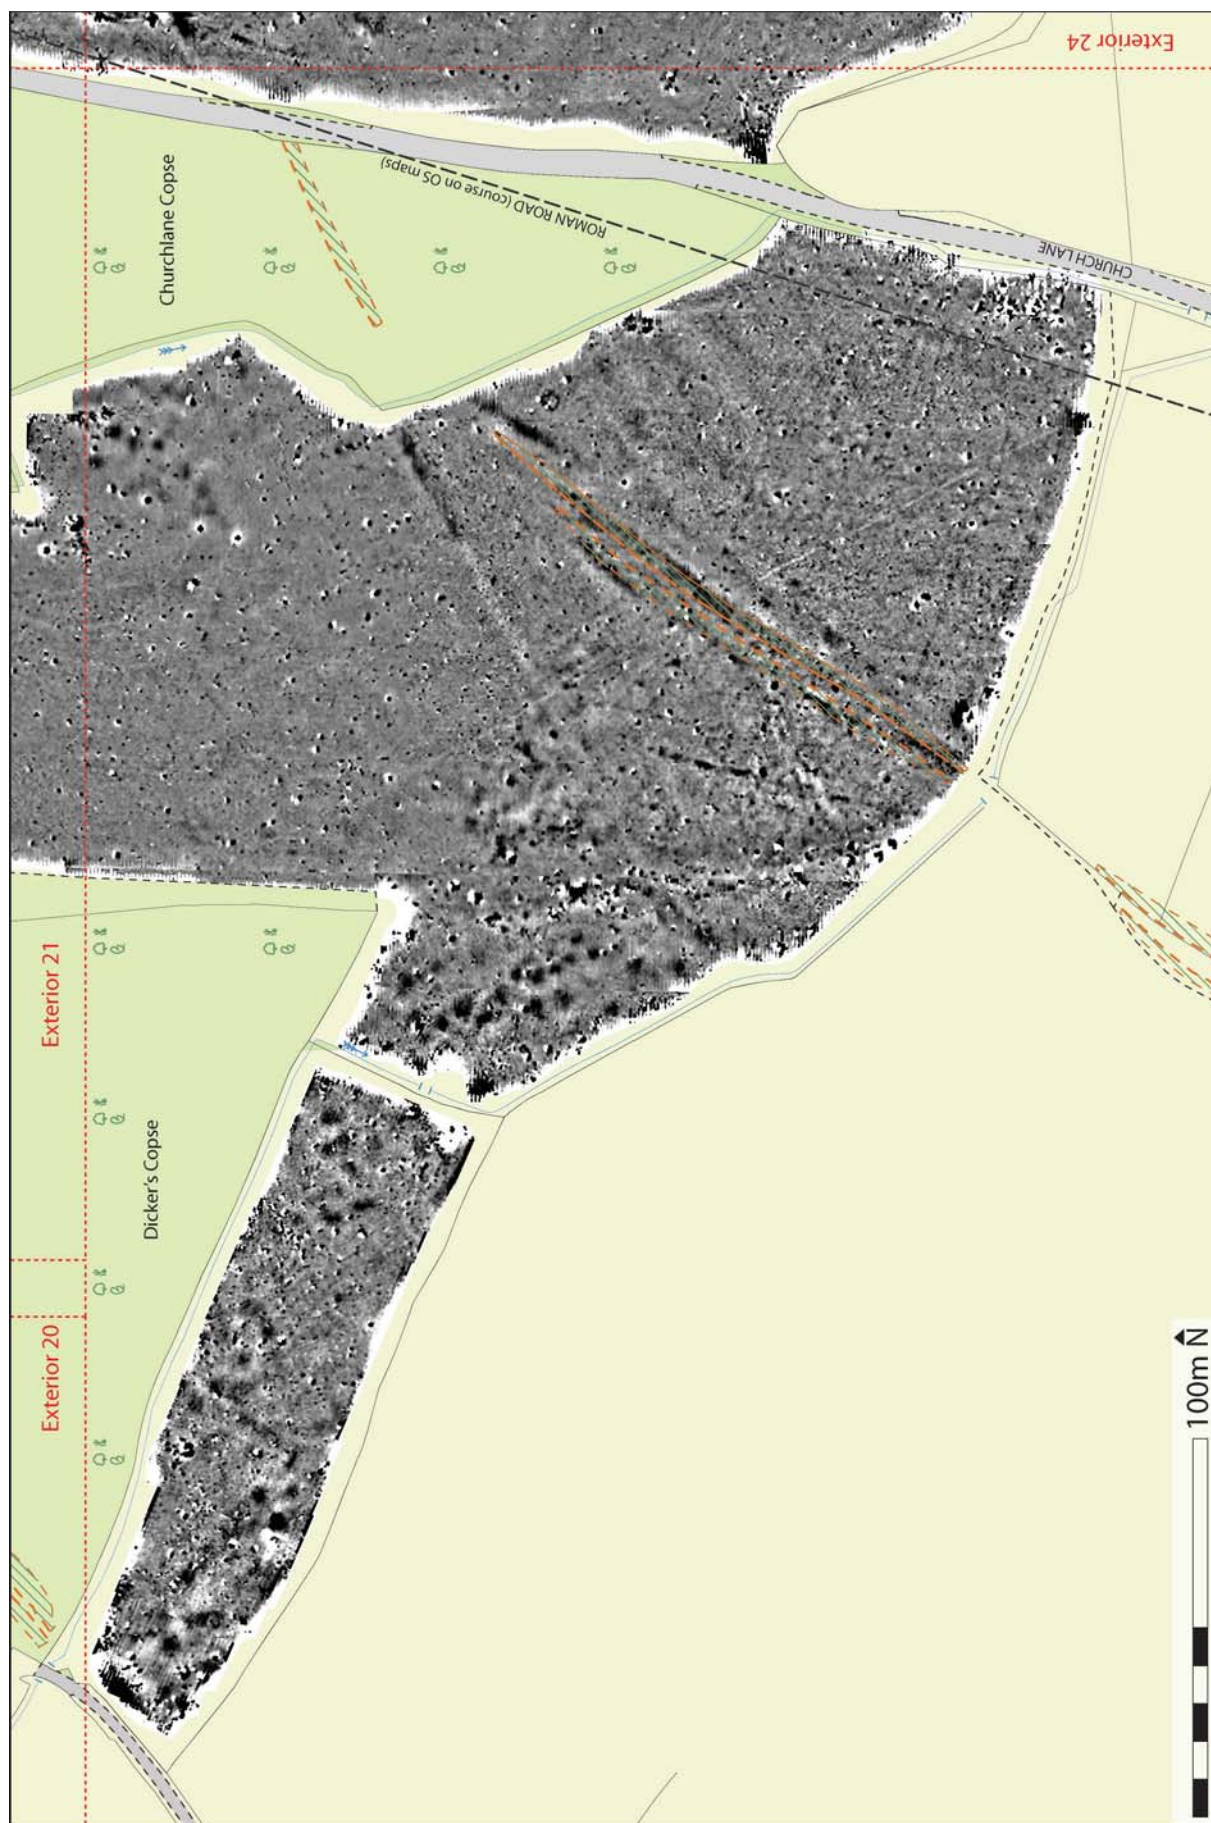 Exterior 20
Exterior 21
Exterior 24
Dicker's Copse
Churchlane Copse
ROMAN ROAD (course on OS maps)
CHURCH LANE
100m N